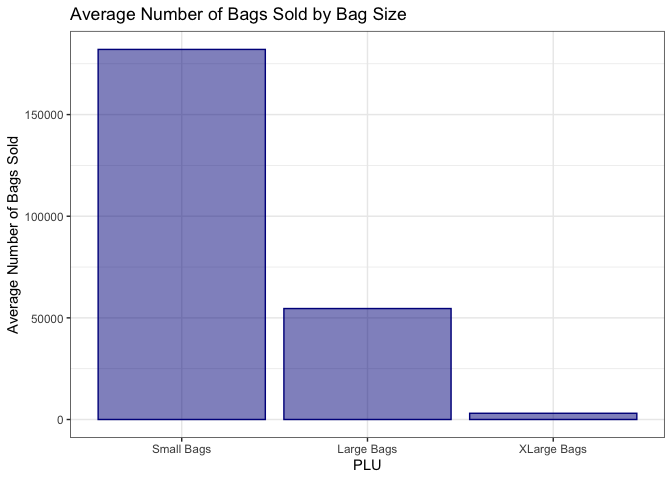 Average Number of Bags Sold by Bag Size
Average Number of Bags Sold
150000
100000
50000
0
Small Bags
Large Bags
XLarge Bags
PLU